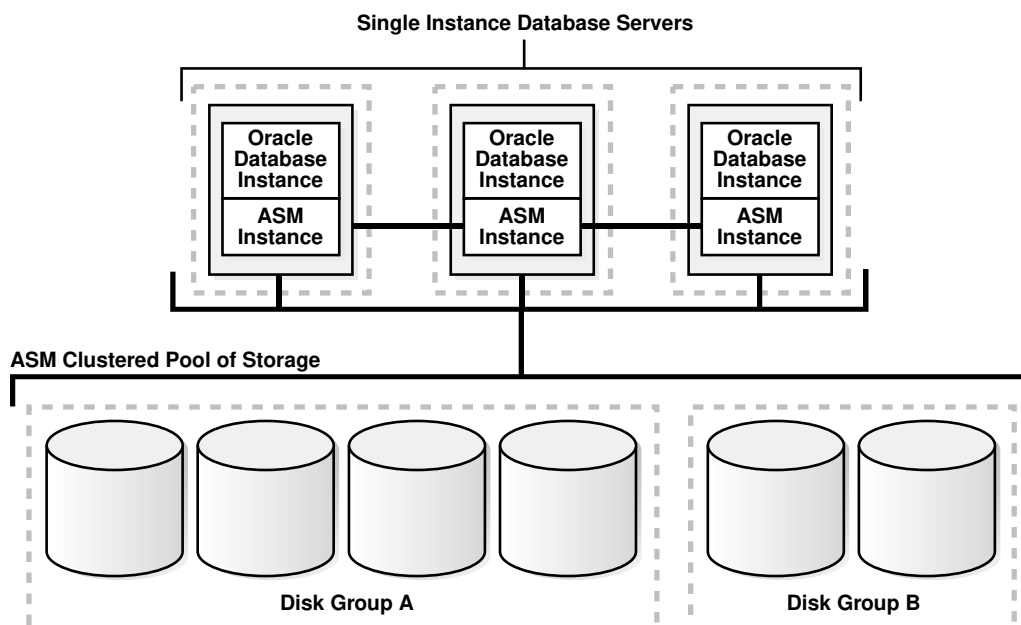 Single Instance Database Servers
Oracle
Database
Instance
ASM
Instance
Oracle
Database
Instance
ASM
Instance
Oracle
Database
Instance
ASM
Instance
ASM Clustered Pool of Storage
Disk Group A
Disk Group B